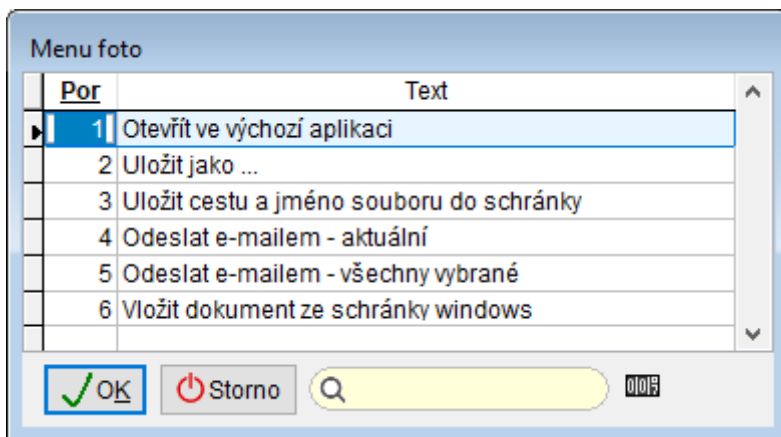 Menu foto
Por Text
1 Otevřít ve výchozí aplikaci
2 Uložit jako ...
3 Uložit cestu a jméno souboru do schránky
4 Odeslat e-mailem - aktuální
5 Odeslat e-mailem - všechny vybrané
6 Vložit dokument ze schránky windows
OK Storno